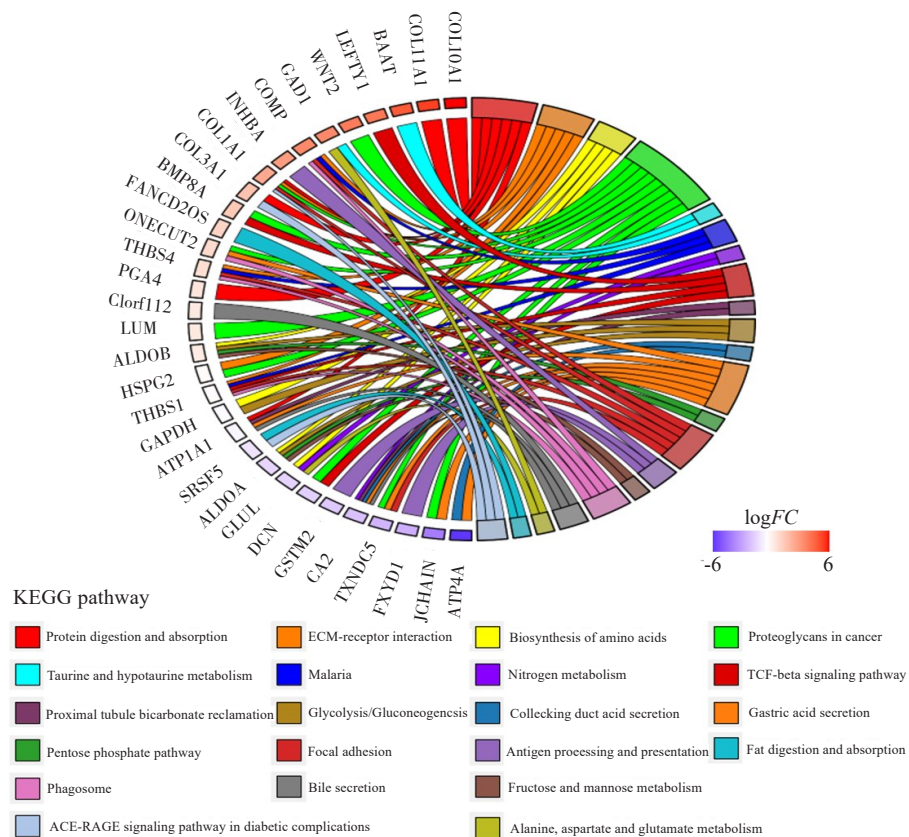 COL10A1
COL11A1
BAAT
LEFTY1
WNT2
GAD1
COMP
INHBA
COL1A1
COL3A1
BMP8A
FANCD2OS
ONECUT2
THBS4
PGA4
Clorf112
LUM
ALDOB
HSPG2
THBS1
GAPDH
ATP1A1
SRSF5
ALDOA
GLUL
DCN
GSTM2
CA2
TXNDC5
FXYD1
JCHAIN
ATP4A
logFC
-6 6
KEGG pathway
Protein digestion and absorption
ECM-receptor interaction
Biosynthesis of amino acids
Proteoglycans in cancer
Taurine and hypotaurine metabolism
Malaria
Nitrogen metabolism
TCF-beta signaling pathway
Proximal tubule bicarbonate reclamation
Glycolysis/Gluconeogencsis
Collecking duct acid secretion
Gastric acid secretion
Pentose phosphate pathway
Focal adhesion
Antigen processing and presentation
Fat digestion and absorption
Phagosome
Bile secretion
Fructose and mannose metabolism
ACE-RAGE signaling pathway in diabetic complications
Alanine, aspartate and glutamate metabolism